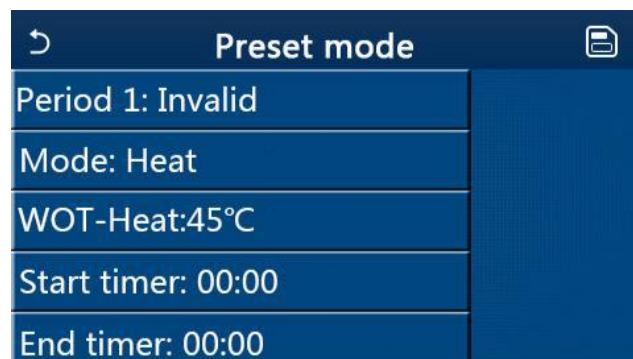 Preset mode
Period 1: Invalid
Mode: Heat
WOT-Heat:45℃
Start timer: 00:00
End timer: 00:00